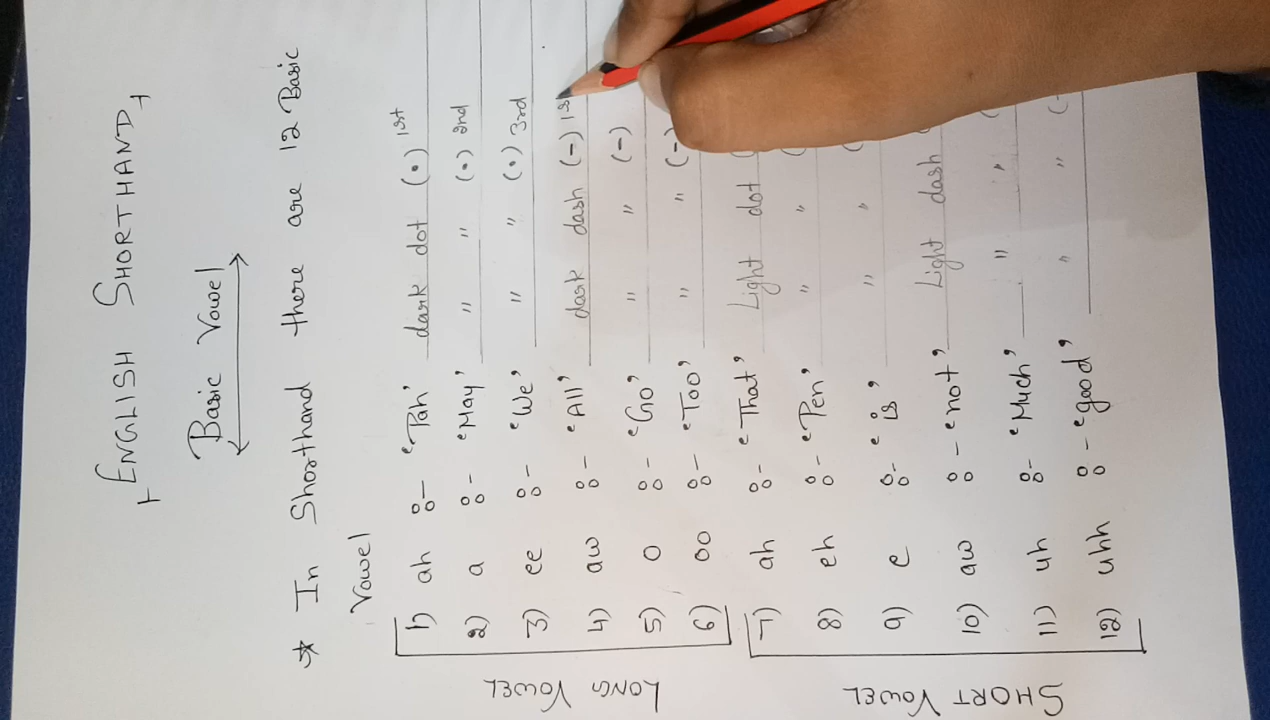 ENGLISH SHORTHAND
Basic Vowel
* In Shorthand there are 12 Basic
Vowel
LONG VOWEL
1) ah :- "Pah" dark dot (•) 1st
2) a :- "May" " " (•) 2nd
3) ee :- "We" " " (•) 3rd
4) aw :- "All" dark dash (-) 1s
5) o :- "Go" " " (-)
6) oo :- "Too" " " (-
SHORT VOWEL
7) ah :- "That" Light dot (
8) eh :- "Pen" " " (
9) e :- "is" " " (
10) aw :- "not" Light dash (
11) uh :- "Much" " " (
12) uhh :- "good" " " (-